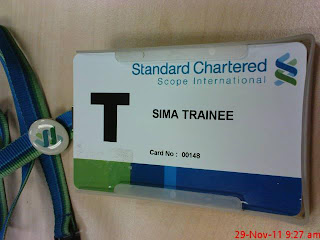 Standard Chartered
Scope International
T
SIMA TRAINEE
Card No : 00148
29-Nov-11 9:27 am